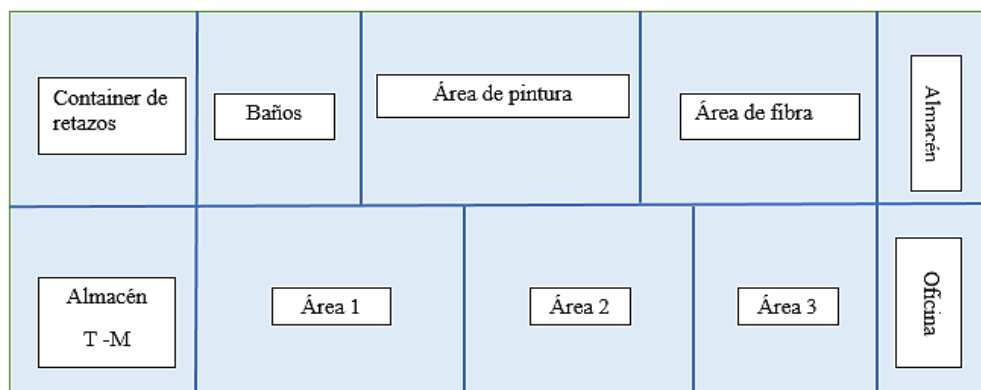 Container de
retazos
Baños
Área de pintura
Área de fibra
Almacén
Almacén
T -M
Área 1
Área 2
Área 3
Oficina